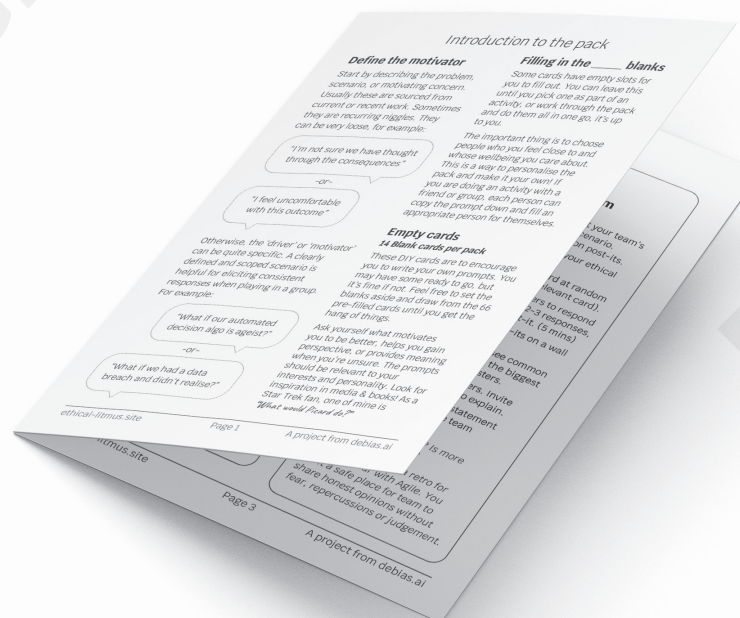 Introduction to the pack
Define the motivator
Start by describing the problem,
scenario, or motivating concern.
Usually these are sourced from
current or recent work. Sometimes
they are recurring niggles. They
can be very loose, for example:
"I'm not sure we have thought
through the consequences"
-or-
"I feel uncomfortable
with this outcome"
Otherwise, the 'driver' or 'motivator'
can be quite specific. A clearly
defined and scoped scenario is
helpful for eliciting consistent
responses when playing in a group.
For example:
"What if our automated
decision algo is ageist?"
-or-
"What if we had a data
breach and didn't realise?"
Filling in the _____ blanks
Some cards have empty slots for
you to fill out. You can leave this
until you pick one as part of an
activity, or work through the pack
and do them all in one go, it's up
to you.
The important thing is to choose
people who you feel close to and
whose wellbeing you care about.
This is a way to personalise the
pack and make it your own! If
you are doing an activity with a
friend or group, each person can
copy the prompt down and fill an
appropriate person for themselves.
Empty cards
14 Blank cards per pack
These DIY cards are to encourage
you to write your own prompts. You
may have some ready to go, but
it's fine if not. Feel free to set the
blanks aside and draw from the 66
pre-filled cards until you get the
hang of things.
Ask yourself what motivates
you to be better, helps you gain
perspective, or provides meaning
when you're unsure. The prompts
should be relevant to your
interests and personality. Look for
inspiration in media & books! As a
Star Trek fan, one of mine is
"What would Picard do?"
ethical-litmus.site
Page 1
A project from debias.ai
your team's
on post-its.
your ethical
at random
card).
to respond
2-3 responses,
(5 mins)
on a wall
common
the biggest
Invite
explain.
statement
team
is more
retro for
with Agile. You
a safe place for team to
share honest opinions without
fear, repercussions or judgement.
Page 3
A project from debias.ai